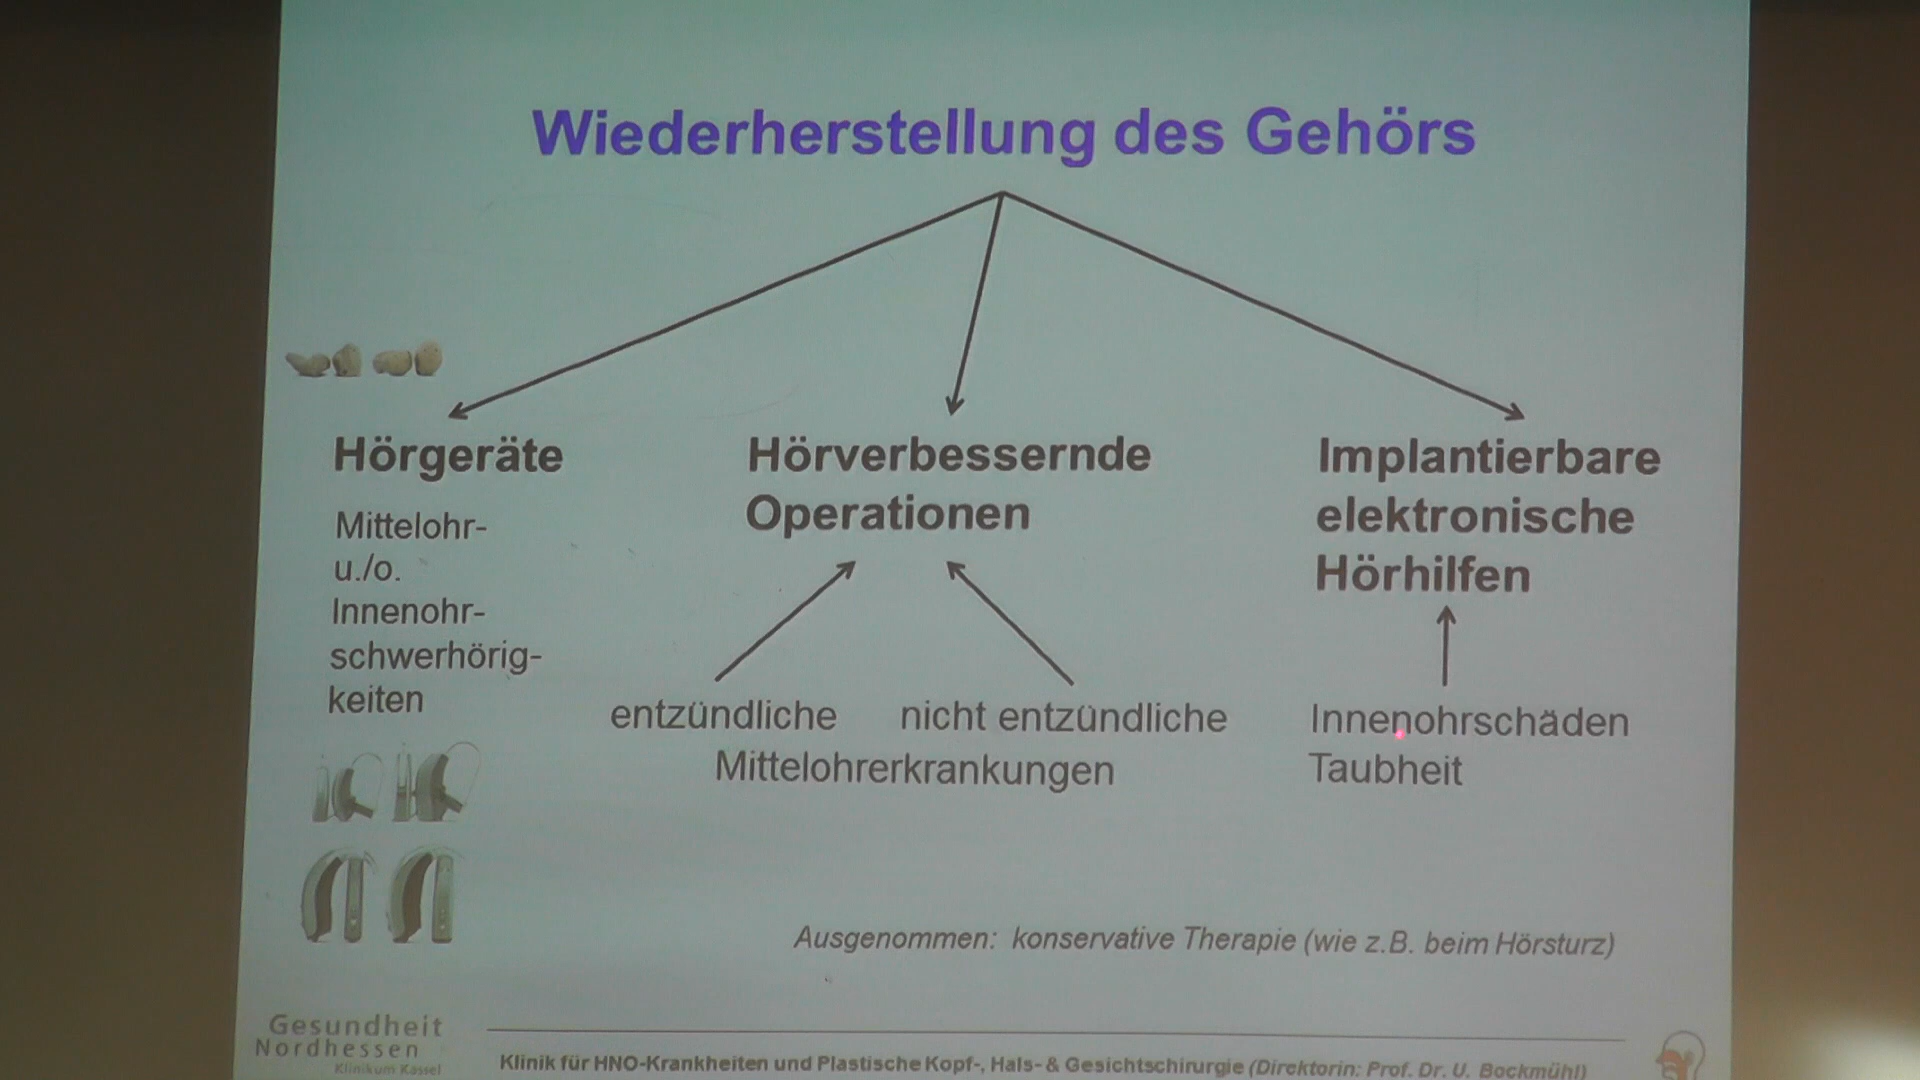 Wiederherstellung des Gehörs
Hörgeräte
Mittelohr-
u./o.
Innenohr-
schwerhörig-
keiten
Hörverbessernde
Operationen
entzündliche nicht entzündliche
Mittelohrerkrankungen
Implantierbare
elektronische
Hörhilfen
Innenohrschäden
Taubheit
Ausgenommen: konservative Therapie (wie z.B. beim Hörsturz)
Gesundheit
Nordhessen
Klinikum Kassel
Klinik für HNO-Krankheiten und Plastische Kopf-, Hals- & Gesichtschirurgie (Direktorin: Prof. Dr. U. Bockmühl)